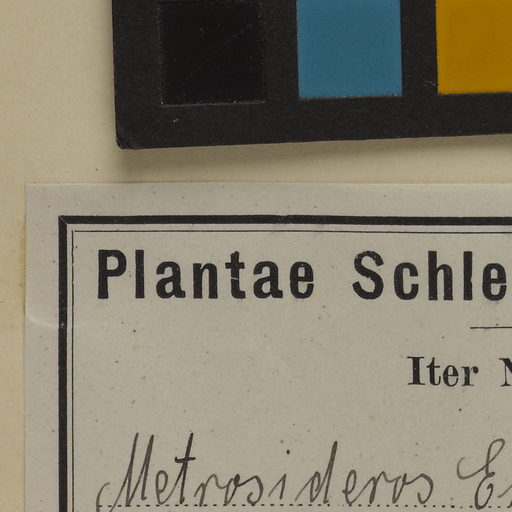 Plantae Schle
Iter N
Metrosideros E